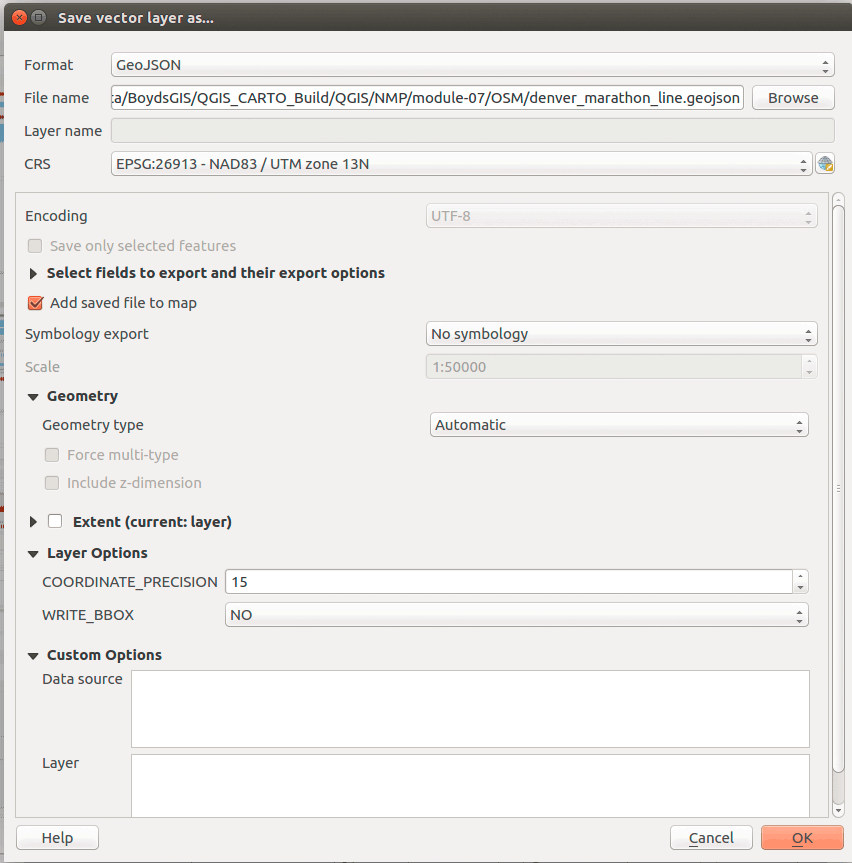 Save vector layer as...
Format GeoJSON
File name ta/BoydsGIS/QGIS_CARTO_Build/QGIS/NMP/module-07/OSM/denver_marathon_line.geojson Browse
Layer name
CRS EPSG:26913 - NAD83 / UTM zone 13N
Encoding UTF-8
Save only selected features
Select fields to export and their export options
Add saved file to map
Symbology export No symbology
Scale 1:50000
Geometry
Geometry type Automatic
Force multi-type
Include z-dimension
Extent (current: layer)
Layer Options
COORDINATE_PRECISION 15
WRITE_BBOX NO
Custom Options
Data source
Layer
Help Cancel OK